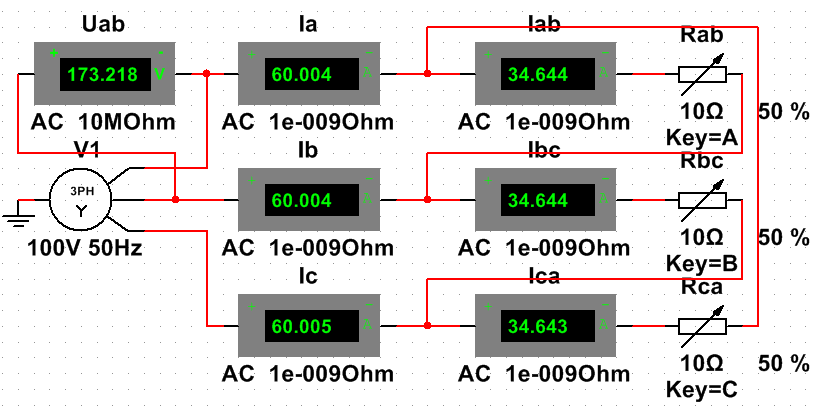 Uab Ia Iab
Rab
+ - + - + -
173.218 V 60.004 A 34.644 A
10Ω 50 %
AC 10MOhm AC 1e-009Ohm AC 1e-009Ohm
Key=A
V1 Ib Ibc
Rbc
+ - + -
3PH
Y
60.004 A 34.644 A
10Ω 50 %
100V 50Hz AC 1e-009Ohm AC 1e-009Ohm
Key=B
Ic Ica
Rca
+ - + -
60.005 A 34.643 A
10Ω 50 %
AC 1e-009Ohm AC 1e-009Ohm
Key=C